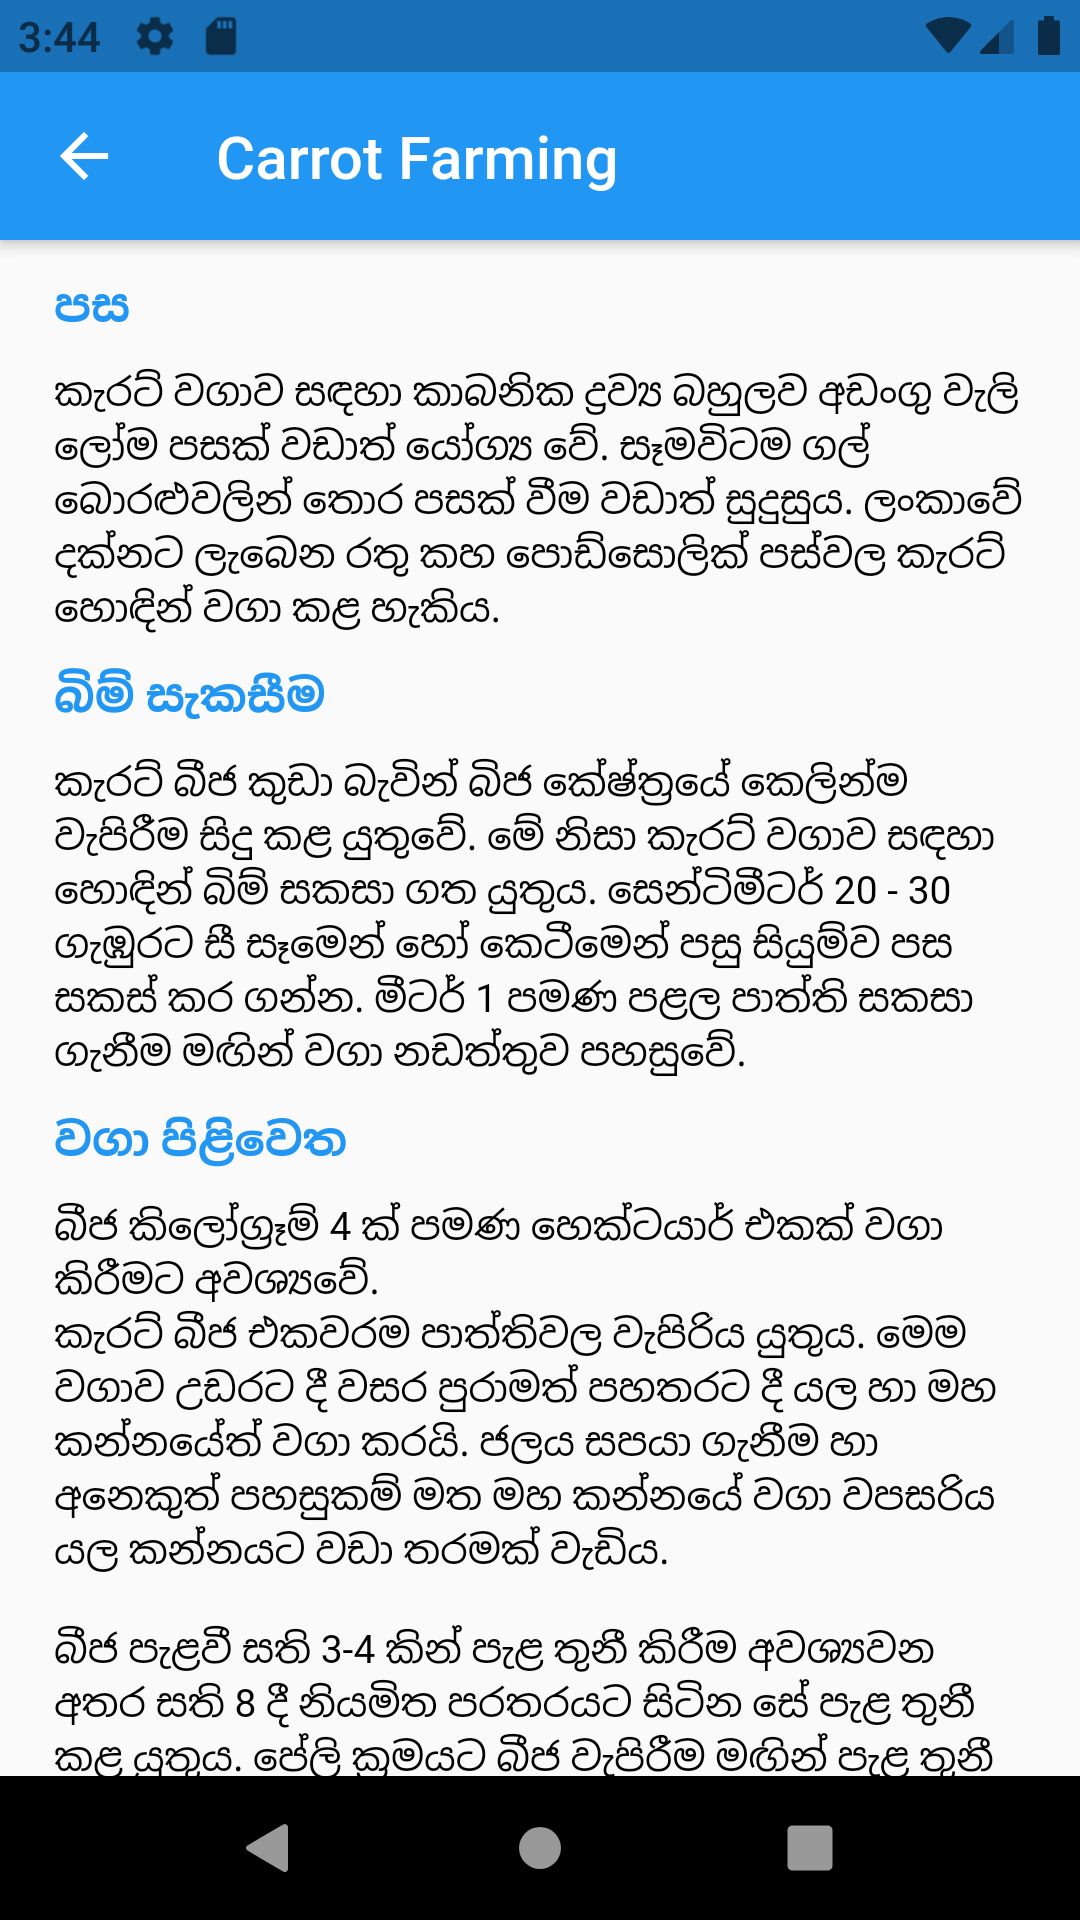 3:44
Carrot Farming
පස
කැරට් වගාව සඳහා කාබනික ද්‍රව්‍ය බහුලව අඩංගු වැලි
ලෝම පසක් වඩාත් යෝග්‍ය වේ. සෑමවිටම ගල්
බොරළුවලින් තොර පසක් වීම වඩාත් සුදුසුය. ලංකාවේ
දක්නට ලැබෙන රතු කහ පොඩ්සොලික් පස්වල කැරට්
හොඳින් වගා කළ හැකිය.
බිම් සැකසීම
කැරට් බීජ කුඩා බැවින් බිජ කේෂ්ත්‍රයේ කෙලින්ම
වැපිරීම සිදු කළ යුතුවේ. මේ නිසා කැරට් වගාව සඳහා
හොඳින් බිම් සකසා ගත යුතුය. සෙන්ටිමීටර් 20 - 30
ගැඹුරට සී සෑමෙන් හෝ කෙටීමෙන් පසු සියුම්ව පස
සකස් කර ගන්න. මීටර් 1 පමණ පළල පාත්ති සකසා
ගැනීම මඟින් වගා නඩත්තුව පහසුවේ.
වගා පිළිවෙත
බීජ කිලෝග්‍රෑම් 4 ක් පමණ හෙක්ටයාර් එකක් වගා
කිරීමට අවශ්‍යවේ.
කැරට් බීජ එකවරම පාත්තිවල වැපිරිය යුතුය. මෙම
වගාව උඩරට දී වසර පුරාමත් පහතරට දී යල හා මහ
කන්නයේත් වගා කරයි. ජලය සපයා ගැනීම හා
අනෙකුත් පහසුකම් මත මහ කන්නයේ වගා වපසරිය
යල කන්නයට වඩා තරමක් වැඩිය.
බීජ පැළවී සති 3-4 කින් පැළ තුනී කිරීම අවශ්‍යවන
අතර සති 8 දී නියමිත පරතරයට සිටින සේ පැළ තුනී
කළ යුතුය. පේලි ක්‍රමයට බීජ වැපිරීම මඟින් පැළ තුනී